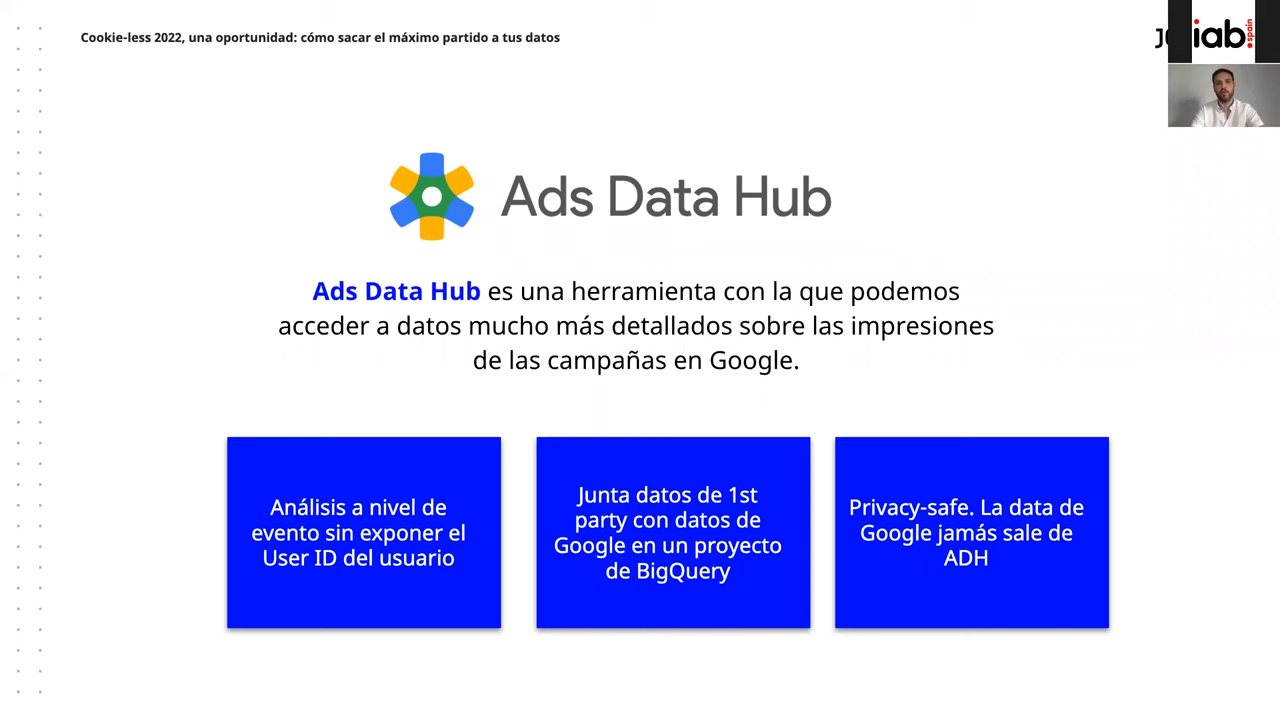 Cookie-less 2022, una oportunidad: cómo sacar el máximo partido a tus datos
iab
spain
Ads Data Hub
Ads Data Hub es una herramienta con la que podemos
acceder a datos mucho más detallados sobre las impresiones
de las campañas en Google.
Análisis a nivel de
evento sin exponer el
User ID del usuario
Junta datos de 1st
party con datos de
Google en un proyecto
de BigQuery
Privacy-safe. La data de
Google jamás sale de
ADH